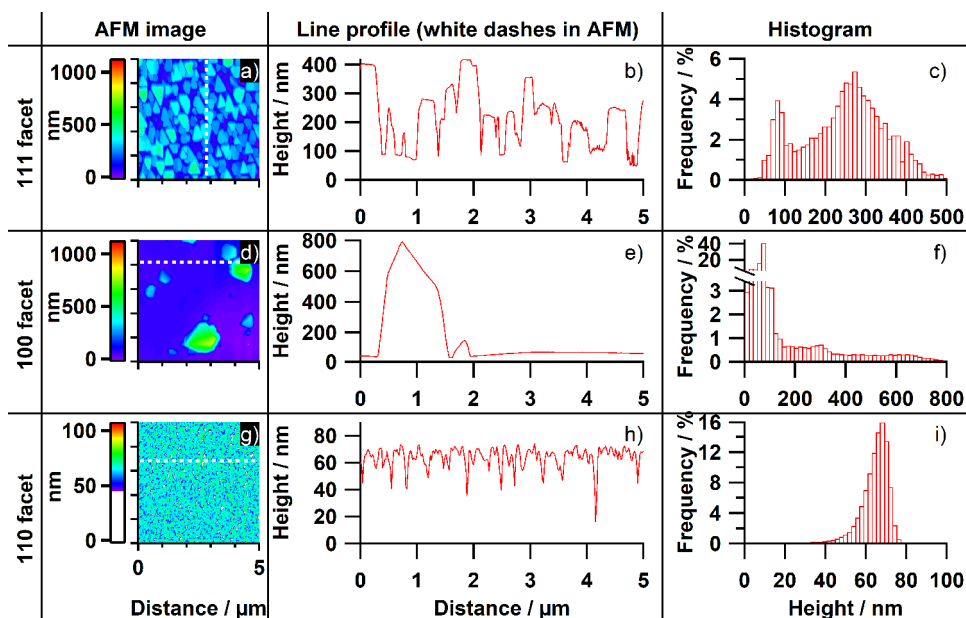 AFM image Line profile (white dashes in AFM) Histogram
111 facet
1000
500
0
nm
a)
Height / nm
400
300
200
100
0
b)
0 1 2 3 4 5
Frequency / %
6
4
2
0
c)
100 200 300 400 500
0
100 facet
1000
500
0
nm
d)
Height / nm
800
600
400
200
0
e)
0 1 2 3 4 5
Frequency / %
40
20
3
2
1
0
f)
0 200 400 600 800
110 facet
100
50
0
nm
g)
0 5
Distance / µm
Height / nm
80
60
40
20
0
h)
0 1 2 3 4 5
Distance / µm
Frequency / %
16
12
8
4
0
i)
0 20 40 60 80 100
Height / nm